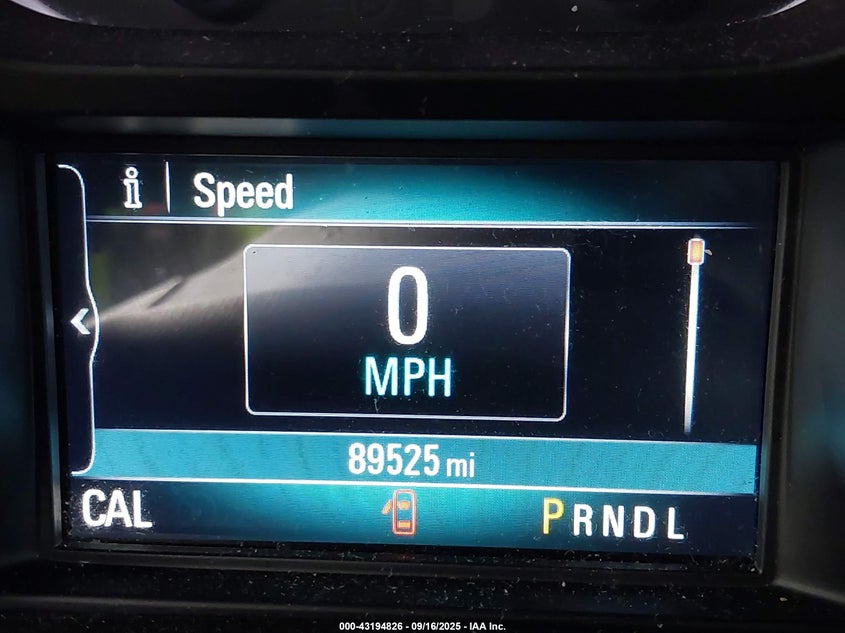 i Speed
0
MPH
89525 mi
CAL PRNDL
000-43194826 - 09/16/2025 - IAA Inc.